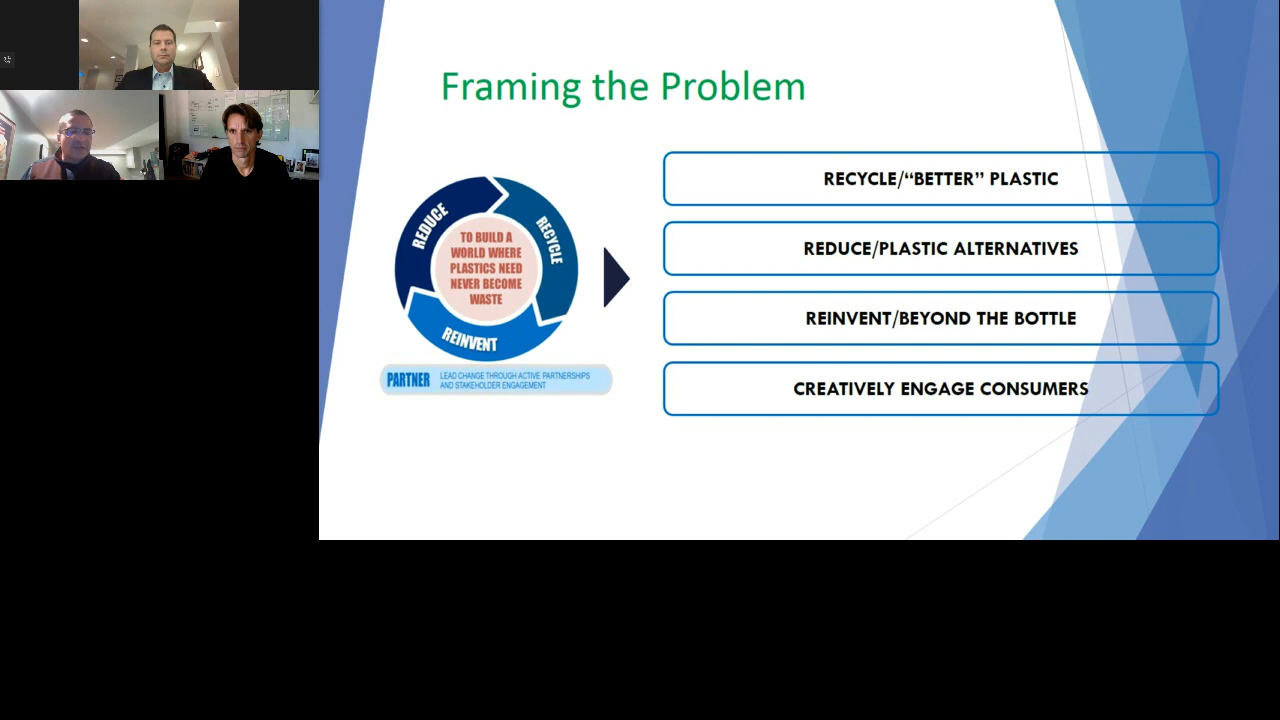 Framing the Problem
REDUCE
RECYCLE
REINVENT
TO BUILD A
WORLD WHERE
PLASTICS NEED
NEVER BECOME
WASTE
PARTNER
LEAD CHANGE THROUGH ACTIVE PARTNERSHIPS
AND STAKEHOLDER ENGAGEMENT
RECYCLE/“BETTER” PLASTIC
REDUCE/PLASTIC ALTERNATIVES
REINVENT/BEYOND THE BOTTLE
CREATIVELY ENGAGE CONSUMERS